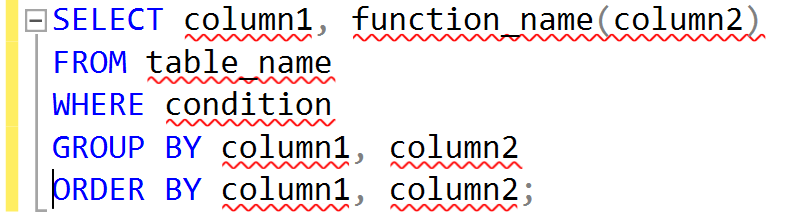 SELECT column1, function_name(column2)
FROM table_name
WHERE condition
GROUP BY column1, column2
ORDER BY column1, column2;